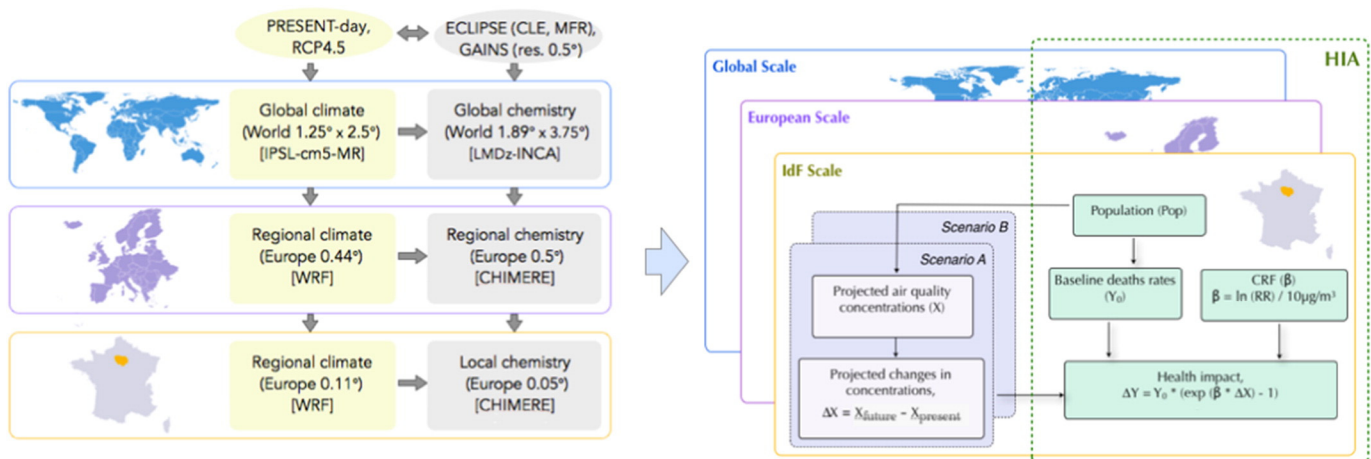 PRESENT-day,
RCP4.5
ECLIPSE (CLE, MFR),
GAINS (res. 0.5°)
Global climate
(World 1.25° x 2.5°)
[IPSL-cm5-MR]
Global chemistry
(World 1.89° x 3.75°)
[LMDz-INCA]
Regional climate
(Europe 0.44°)
[WRF]
Regional chemistry
(Europe 0.5°)
[CHIMERE]
Regional climate
(Europe 0.11°)
[WRF]
Local chemistry
(Europe 0.05°)
[CHIMERE]
HIA
Global Scale
European Scale
IdF Scale
Scenario B
Scenario A
Projected air quality
concentrations (X)
Projected changes in
concentrations,
ΔX = Xfuture – Xpresent
Population (Pop)
Baseline deaths rates
(Y₀)
CRF (β)
β = ln (RR) / 10µg/m³
Health impact,
ΔY = Y₀ * (exp (β * ΔX) - 1)